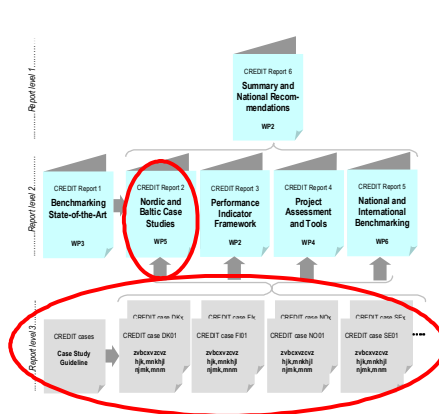 Report level 1
CREDIT Report 6
Summary and
National Recom-
mendations
WP2
Report level 2
CREDIT Report 1
Benchmarking
State-of-the-Art
WP3
CREDIT Report 2
Nordic and
Baltic Case
Studies
WP5
CREDIT Report 3
Performance
Indicator
Framework
WP2
CREDIT Report 4
Project
Assessment
and Tools
WP4
CREDIT Report 5
National and
International
Benchmarking
WP6
Report level 3
CREDIT cases
Case Study
Guideline
CREDIT case DKx
CREDIT case FIx
CREDIT case NOx
CREDIT case SEx
CREDIT case DK01
zvbcxvzcvz
hjk,mnkhjl
njmk,mnm
CREDIT case FI01
zvbcxvzcvz
hjk,mnkhjl
njmk,mnm
CREDIT case NO01
zvbcxvzcvz
hjk,mnkhjl
njmk,mnm
CREDIT case SE01
zvbcxvzcvz
hjk,mnkhjl
njmk,mnm